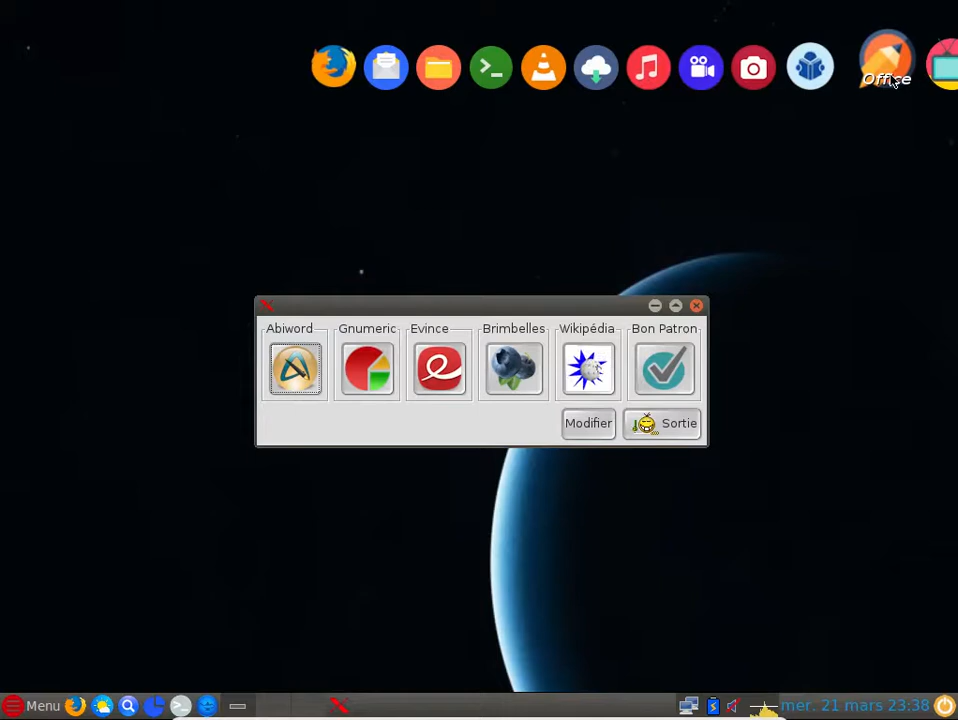 Office
Abiword Gnumeric Evince Brimbelles Wikipédia Bon Patron
Modifier Sortie
Menu mer. 21 mars 23:38